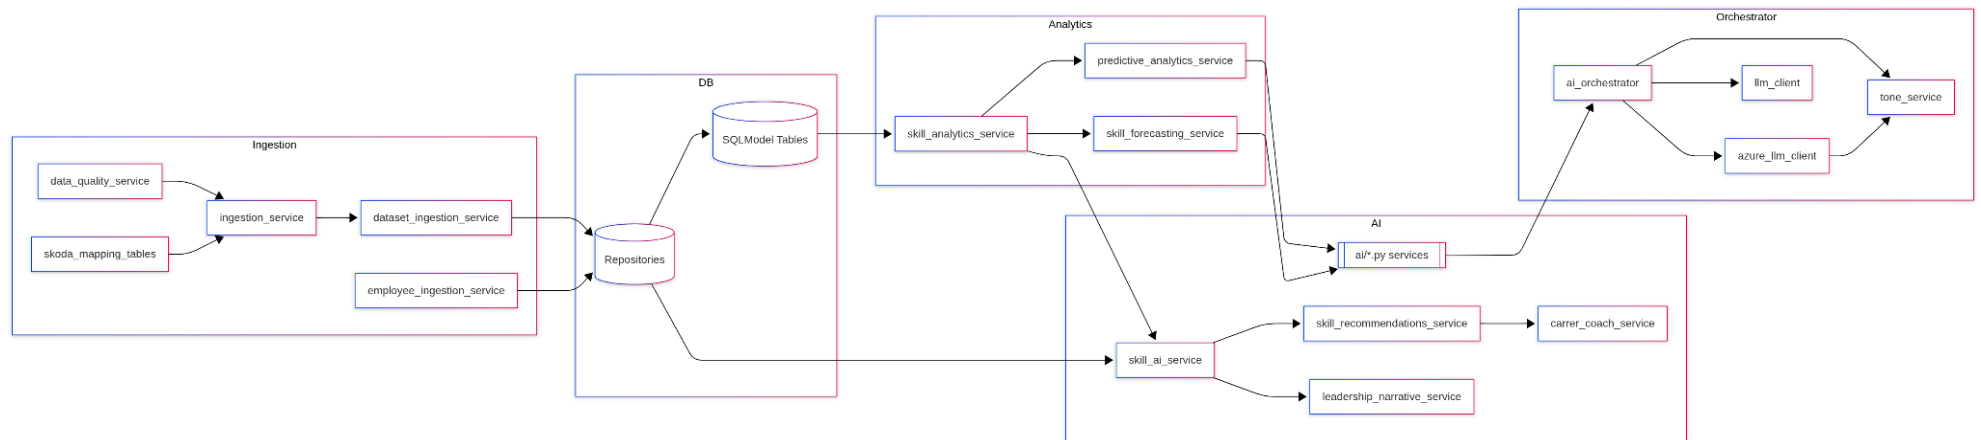 Ingestion
data_quality_service
skoda_mapping_tables
ingestion_service
dataset_ingestion_service
employee_ingestion_service
DB
SQLModel Tables
Repositories
Analytics
skill_analytics_service
predictive_analytics_service
skill_forecasting_service
AI
ai/*.py services
skill_ai_service
skill_recommendations_service
carrer_coach_service
leadership_narrative_service
Orchestrator
ai_orchestrator
llm_client
azure_llm_client
tone_service